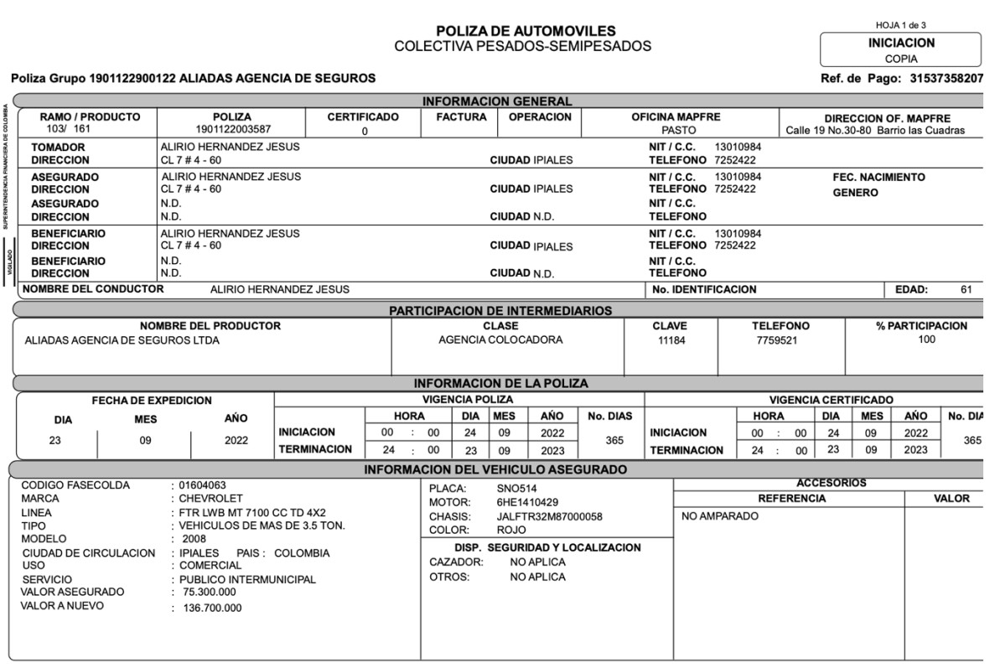 HOJA 1 de 3
POLIZA DE AUTOMOVILES
COLECTIVA PESADOS-SEMIPESADOS
INICIACION
COPIA
Poliza Grupo 1901122900122 ALIADAS AGENCIA DE SEGUROS
Ref. de Pago: 31537358207
SUPERINTENDENCIA FINANCIERA DE COLOMBIA
VIGILADO
INFORMACION GENERAL
RAMO / PRODUCTO POLIZA CERTIFICADO FACTURA OPERACION OFICINA MAPFRE DIRECCION OF. MAPFRE
103/ 161 1901122003587 0 PASTO Calle 19 No.30-80 Barrio las Cuadras
TOMADOR ALIRIO HERNANDEZ JESUS NIT / C.C. 13010984
DIRECCION CL 7 # 4 - 60 CIUDAD IPIALES TELEFONO 7252422
ASEGURADO ALIRIO HERNANDEZ JESUS NIT / C.C. 13010984 FEC. NACIMIENTO
DIRECCION CL 7 # 4 - 60 CIUDAD IPIALES TELEFONO 7252422 GENERO
ASEGURADO N.D. NIT / C.C.
DIRECCION N.D. CIUDAD N.D. TELEFONO
BENEFICIARIO ALIRIO HERNANDEZ JESUS NIT / C.C. 13010984
DIRECCION CL 7 # 4 - 60 CIUDAD IPIALES TELEFONO 7252422
BENEFICIARIO N.D. NIT / C.C.
DIRECCION N.D. CIUDAD N.D. TELEFONO
NOMBRE DEL CONDUCTOR ALIRIO HERNANDEZ JESUS No. IDENTIFICACION EDAD: 61
PARTICIPACION DE INTERMEDIARIOS
NOMBRE DEL PRODUCTOR CLASE CLAVE TELEFONO % PARTICIPACION
ALIADAS AGENCIA DE SEGUROS LTDA AGENCIA COLOCADORA 11184 7759521 100
INFORMACION DE LA POLIZA
FECHA DE EXPEDICION VIGENCIA POLIZA VIGENCIA CERTIFICADO
DIA MES AÑO HORA DIA MES AÑO No. DIAS HORA DIA MES AÑO No. DIA
23 09 2022 INICIACION 00 : 00 24 09 2022 365 INICIACION 00 : 00 24 09 2022 365
TERMINACION 24 : 00 23 09 2023 TERMINACION 24 : 00 23 09 2023
INFORMACION DEL VEHICULO ASEGURADO
CODIGO FASECOLDA : 01604063
MARCA : CHEVROLET
LINEA : FTR LWB MT 7100 CC TD 4X2
TIPO : VEHICULOS DE MAS DE 3.5 TON.
MODELO : 2008
CIUDAD DE CIRCULACION : IPIALES PAIS : COLOMBIA
USO : COMERCIAL
SERVICIO : PUBLICO INTERMUNICIPAL
VALOR ASEGURADO : 75.300.000
VALOR A NUEVO : 136.700.000
PLACA: SNO514
MOTOR: 6HE1410429
CHASIS: JALFTR32M87000058
COLOR: ROJO
DISP. SEGURIDAD Y LOCALIZACION
CAZADOR: NO APLICA
OTROS: NO APLICA
ACCESORIOS
REFERENCIA VALOR
NO AMPARADO